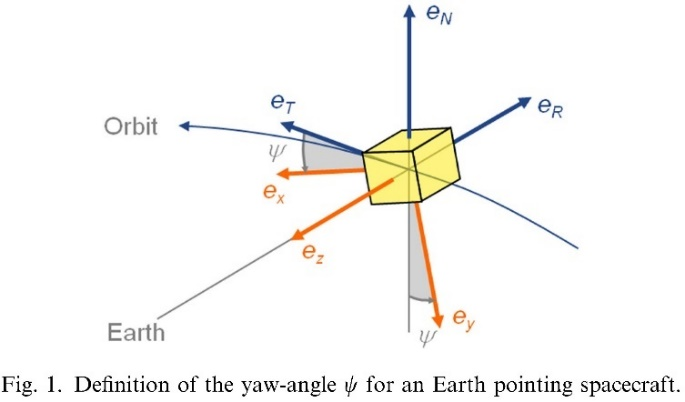 e_N
e_T
e_R
Orbit
ψ
e_x
e_z
Earth
e_y
ψ
Fig. 1. Definition of the yaw-angle ψ for an Earth pointing spacecraft.